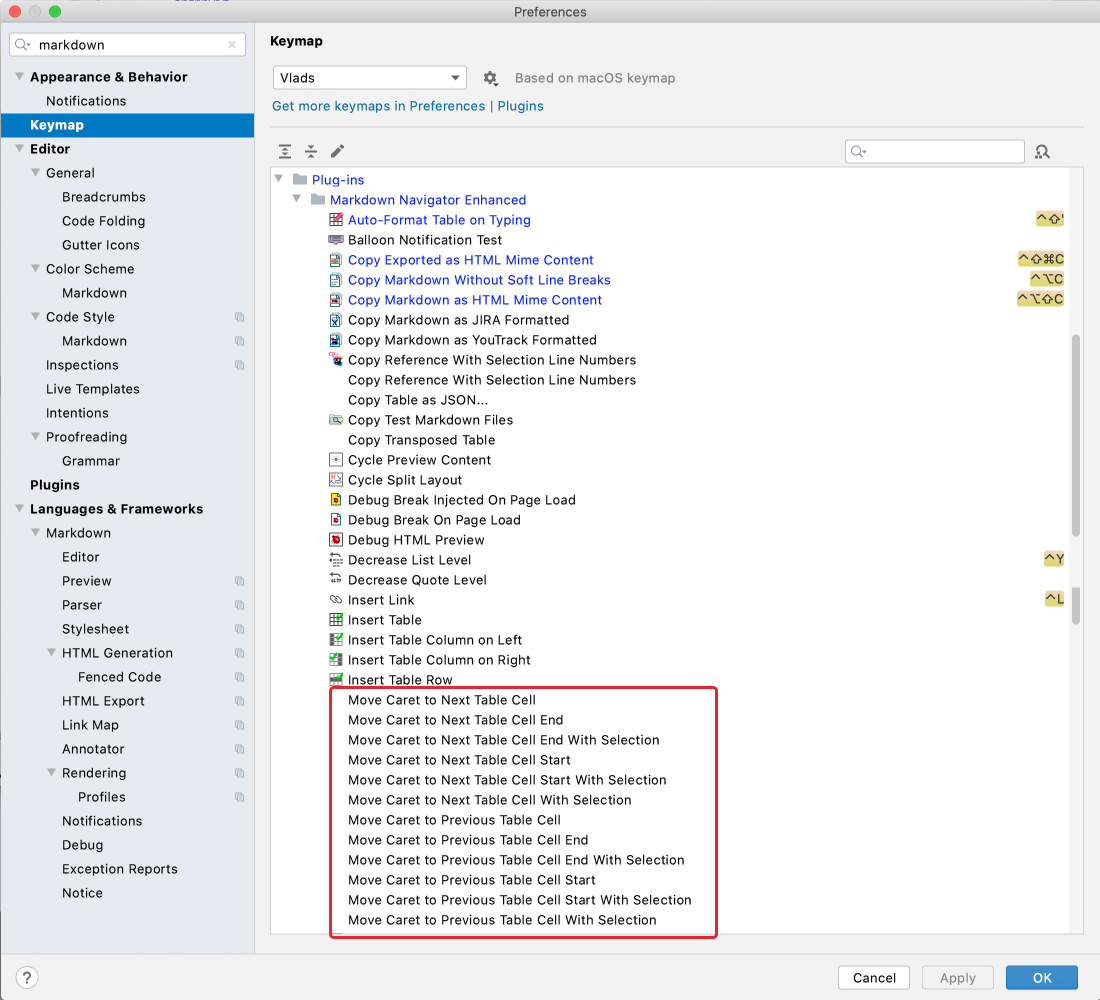 Preferences
markdown
Appearance & Behavior
Notifications
Keymap
Editor
General
Breadcrumbs
Code Folding
Gutter Icons
Color Scheme
Markdown
Code Style
Markdown
Inspections
Live Templates
Intentions
Proofreading
Grammar
Plugins
Languages & Frameworks
Markdown
Editor
Preview
Parser
Stylesheet
HTML Generation
Fenced Code
HTML Export
Link Map
Annotator
Rendering
Profiles
Notifications
Debug
Exception Reports
Notice
Keymap
Vlads
Based on macOS keymap
Get more keymaps in Preferences | Plugins
Plug-ins
Markdown Navigator Enhanced
Auto-Format Table on Typing ^⇧'
Balloon Notification Test
Copy Exported as HTML Mime Content ^⇧⌘C
Copy Markdown Without Soft Line Breaks ^⌥C
Copy Markdown as HTML Mime Content ^⌥⇧C
Copy Markdown as JIRA Formatted
Copy Markdown as YouTrack Formatted
Copy Reference With Selection Line Numbers
Copy Reference With Selection Line Numbers
Copy Table as JSON...
Copy Test Markdown Files
Copy Transposed Table
Cycle Preview Content
Cycle Split Layout
Debug Break Injected On Page Load
Debug Break On Page Load
Debug HTML Preview
Decrease List Level ^Y
Decrease Quote Level
Insert Link ^L
Insert Table
Insert Table Column on Left
Insert Table Column on Right
Insert Table Row
Move Caret to Next Table Cell
Move Caret to Next Table Cell End
Move Caret to Next Table Cell End With Selection
Move Caret to Next Table Cell Start
Move Caret to Next Table Cell Start With Selection
Move Caret to Next Table Cell With Selection
Move Caret to Previous Table Cell
Move Caret to Previous Table Cell End
Move Caret to Previous Table Cell End With Selection
Move Caret to Previous Table Cell Start
Move Caret to Previous Table Cell Start With Selection
Move Caret to Previous Table Cell With Selection
?
Cancel
Apply
OK